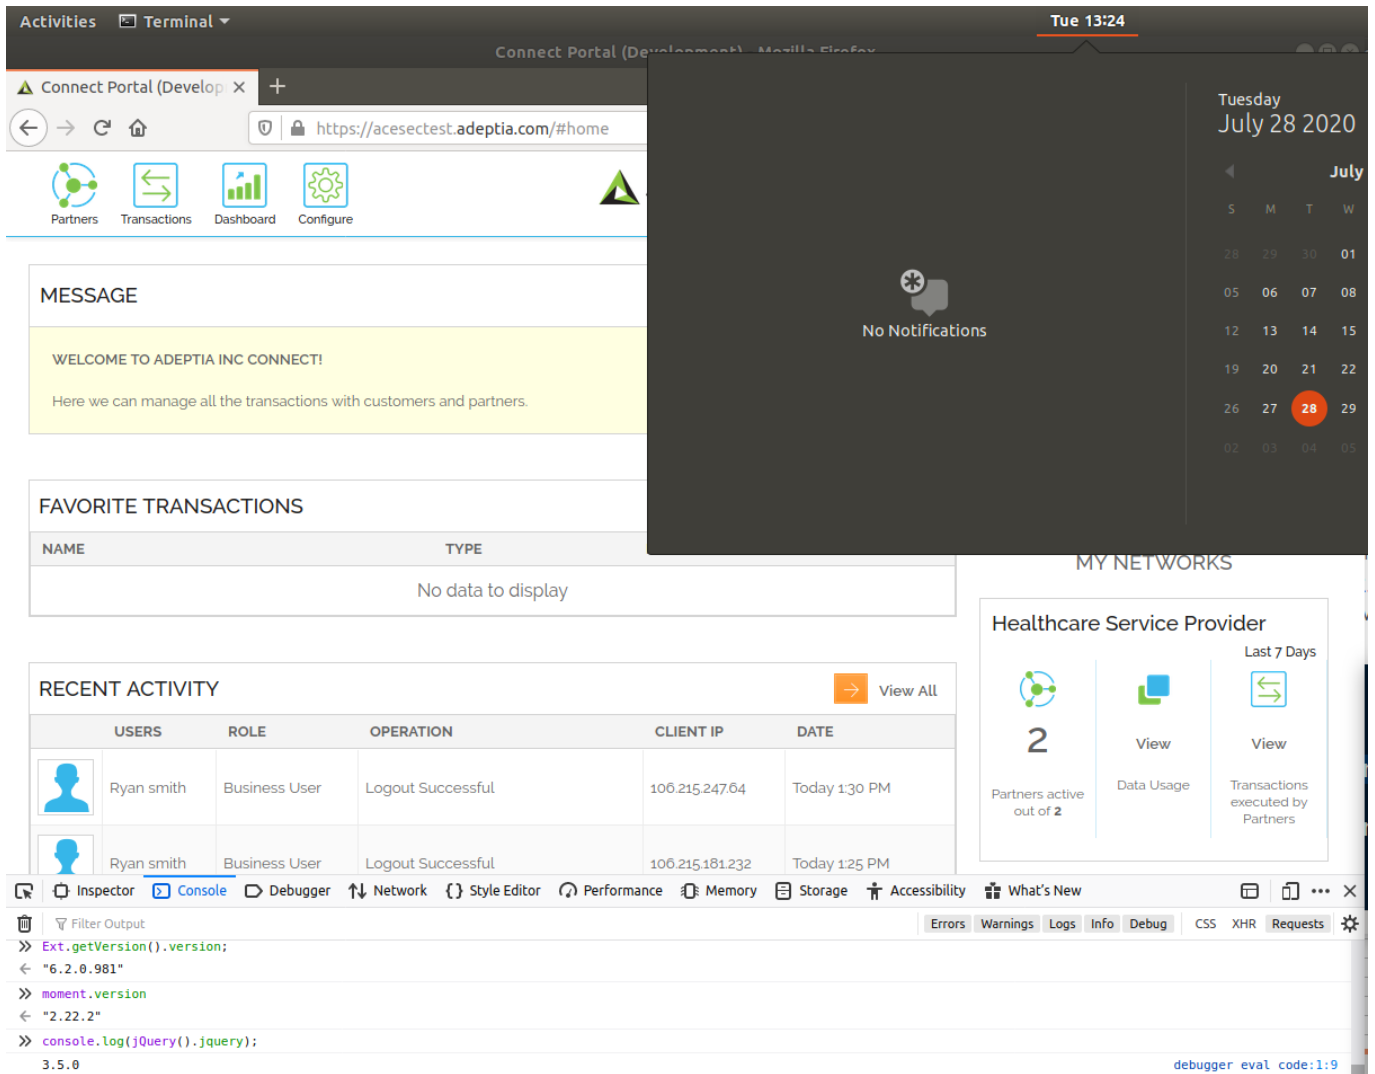 Activities Terminal Tue 13:24
Connect Portal (Development) - Mozilla Firefox
Connect Portal (Develop
https://acesectest.adeptia.com/#home
Partners Transactions Dashboard Configure
Tuesday
July 28 2020
July
S M T W
28 29 30 01
05 06 07 08
12 13 14 15
19 20 21 22
26 27 28 29
02 03 04 05
No Notifications
MESSAGE
WELCOME TO ADEPTIA INC CONNECT!
Here we can manage all the transactions with customers and partners.
FAVORITE TRANSACTIONS
NAME TYPE
No data to display
MY NETWORKS
Healthcare Service Provider
Last 7 Days
2 View View
Partners active out of 2 Data Usage Transactions executed by Partners
RECENT ACTIVITY View All
USERS ROLE OPERATION CLIENT IP DATE
Ryan smith Business User Logout Successful 106.215.247.64 Today 1:30 PM
Ryan smith Business User Logout Successful 106.215.181.232 Today 1:25 PM
Inspector Console Debugger Network Style Editor Performance Memory Storage Accessibility What's New
Filter Output Errors Warnings Logs Info Debug CSS XHR Requests
Ext.getVersion().version;
"6.2.0.981"
moment.version
"2.22.2"
console.log(jQuery().jquery);
3.5.0 debugger eval code:1:9